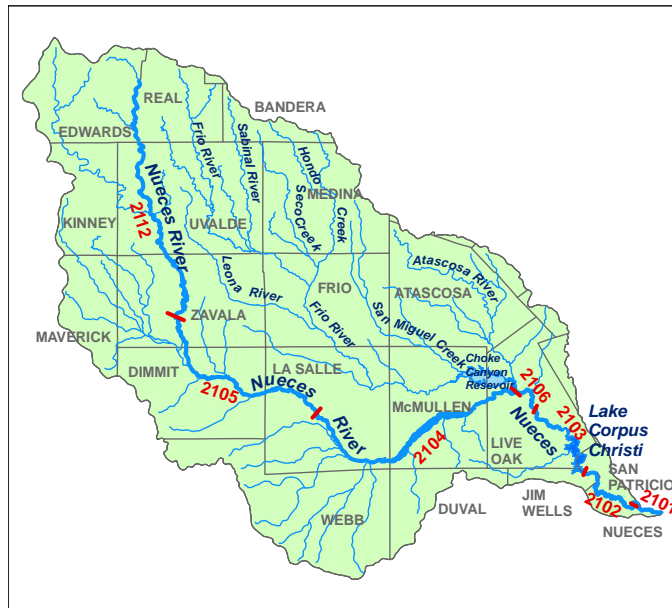 REAL
BANDERA
EDWARDS
Frio River
Sabinal River
Hondo
Creek
Seco Creek
MEDINA
Nueces River
KINNEY
2112
UVALDE
Leona River
FRIO
Atascosa River
ATASCOSA
ZAVALA
Frio River
San Miguel Creek
MAVERICK
DIMMIT
LA SALLE
Choke
Canyon
Resevoir
2105
Nueces
River
McMULLEN
2106
2103
Nueces
Lake
Corpus
Christi
2104
LIVE
OAK
SAN
PATRICIO
2101
2102
WEBB
DUVAL
JIM
WELLS
NUECES